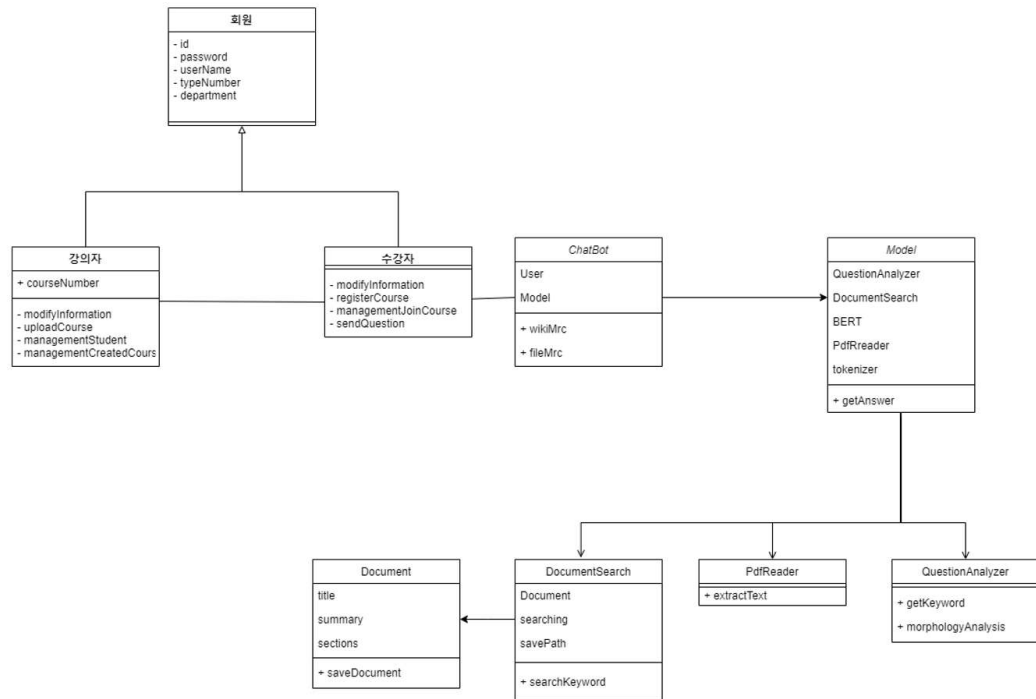 회원
- id
- password
- userName
- typeNumber
- department
강의자
+ courseNumber
- modifyInformation
- uploadCourse
- managementStudent
- managementCreatedCours
수강자
- modifyInformation
- registerCourse
- managementJoinCourse
- sendQuestion
ChatBot
User
Model
+ wikiMrc
+ fileMrc
Model
QuestionAnalyzer
DocumentSearch
BERT
PdfRreader
tokenizer
+ getAnswer
Document
title
summary
sections
+ saveDocument
DocumentSearch
Document
searching
savePath
+ searchKeyword
PdfReader
+ extractText
QuestionAnalyzer
+ getKeyword
+ morphologyAnalysis